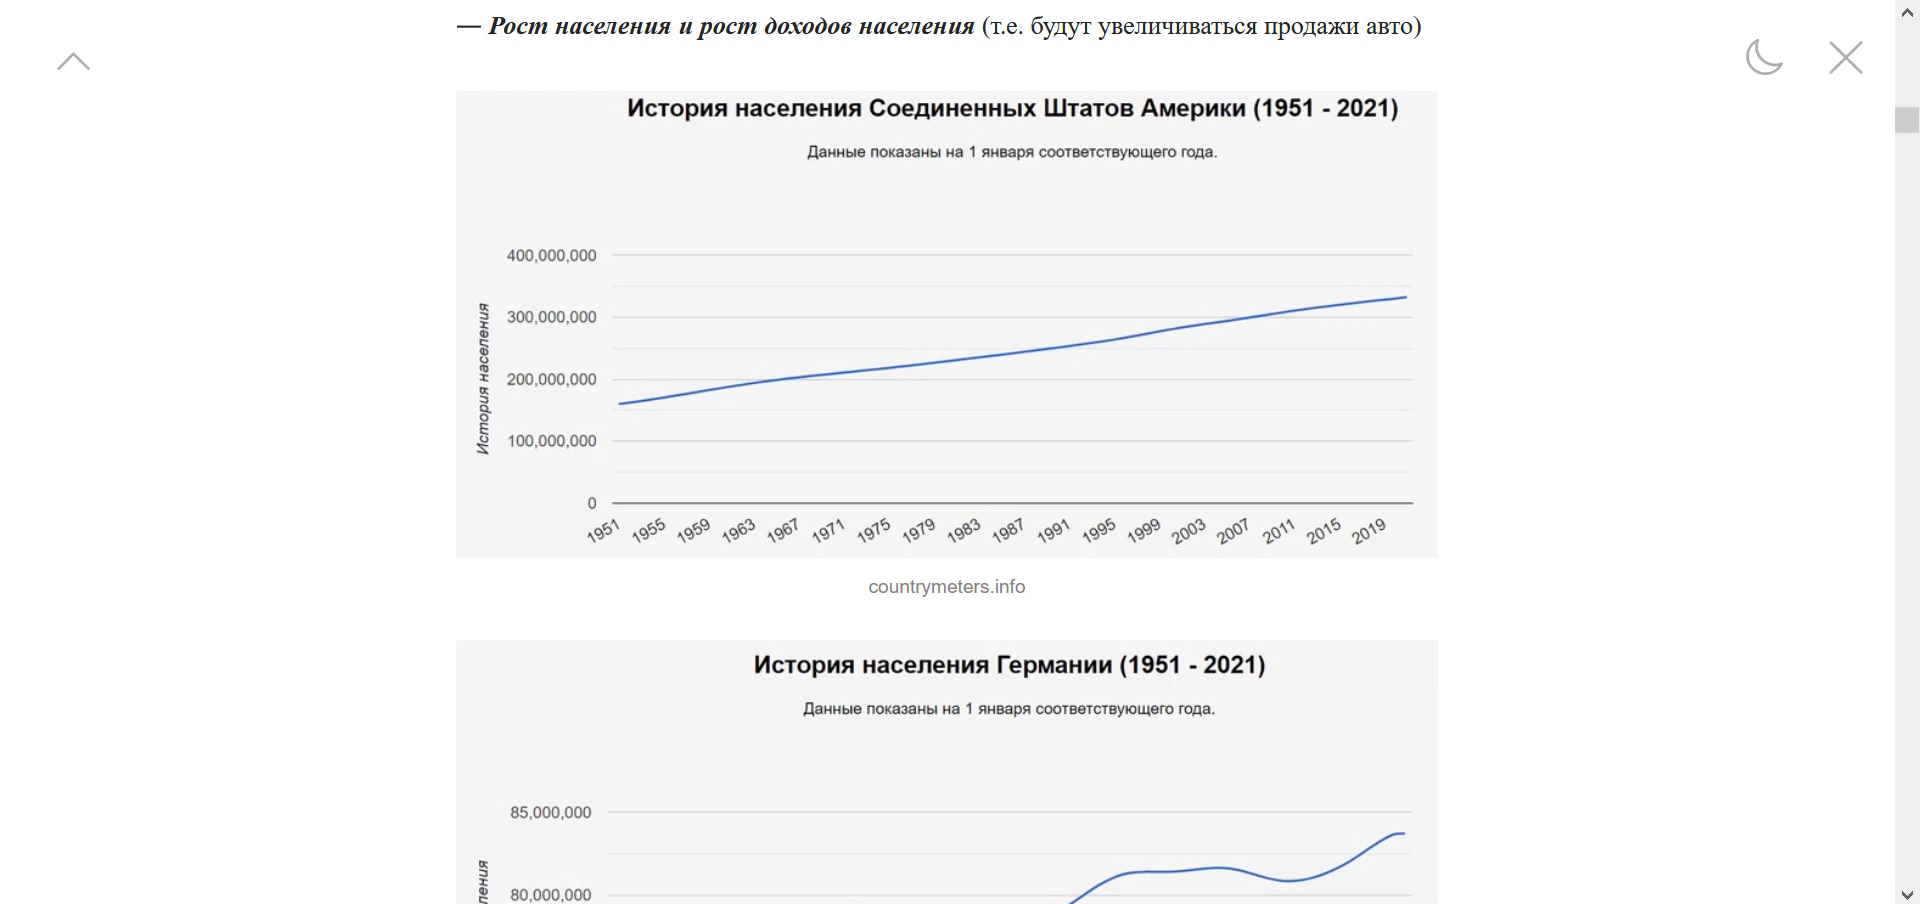 — Рост населения и рост доходов населения (т.е. будут увеличиваться продажи авто)
История населения Соединенных Штатов Америки (1951 - 2021)
Данные показаны на 1 января соответствующего года.
История населения
400,000,000
300,000,000
200,000,000
100,000,000
0
1951 1955 1959 1963 1967 1971 1975 1979 1983 1987 1991 1995 1999 2003 2007 2011 2015 2019
countrymeters.info
История населения Германии (1951 - 2021)
Данные показаны на 1 января соответствующего года.
85,000,000
80,000,000